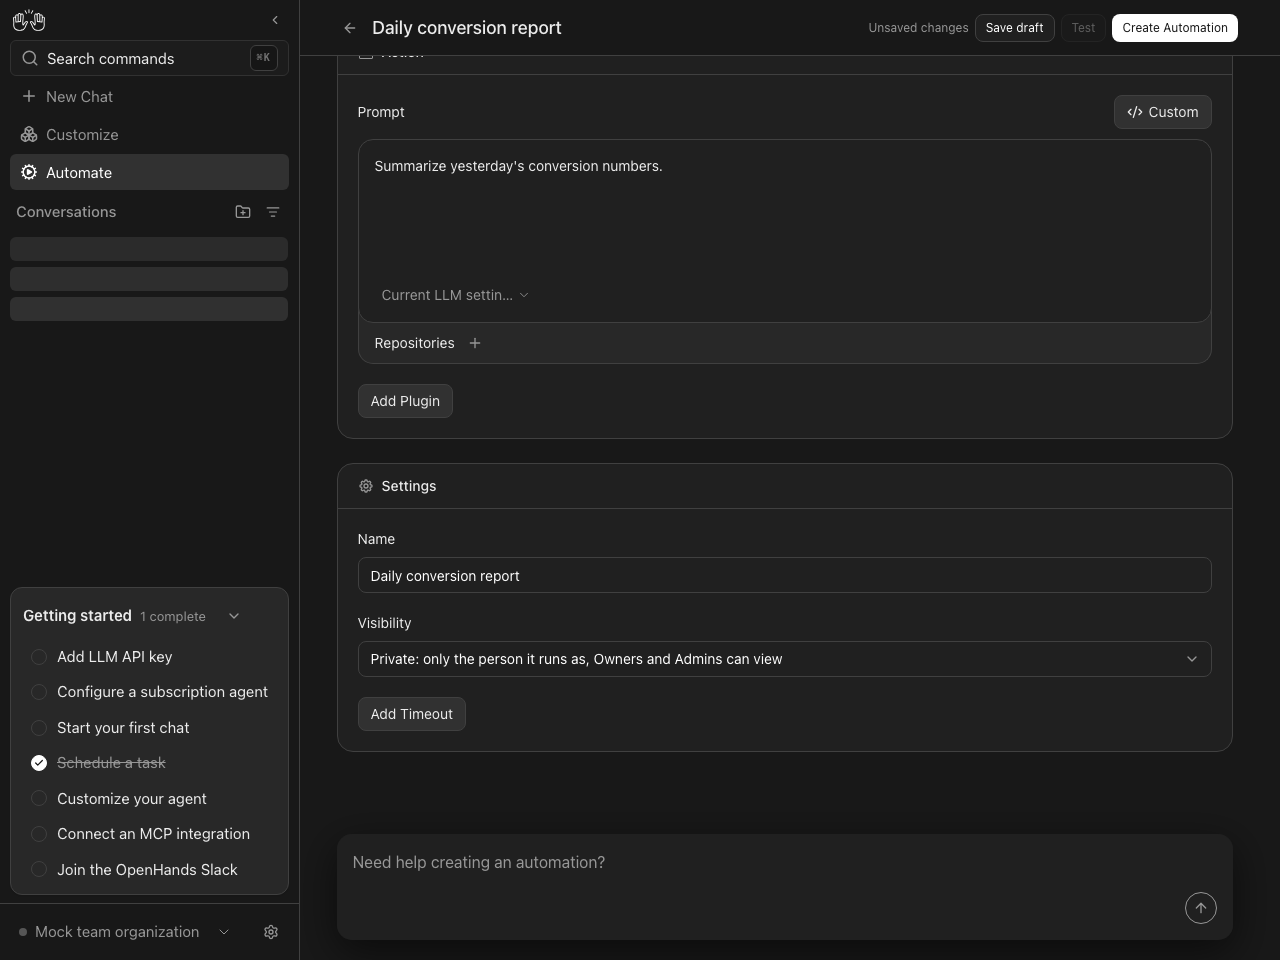 Search commands
⌘K
New Chat
Customize
Automate
Conversations
Getting started 1 complete
Add LLM API key
Configure a subscription agent
Start your first chat
Schedule a task
Customize your agent
Connect an MCP integration
Join the OpenHands Slack
Mock team organization
Daily conversion report
Unsaved changes
Save draft
Test
Create Automation
Prompt
Custom
Summarize yesterday's conversion numbers.
Current LLM settin...
Repositories
Add Plugin
Settings
Name
Daily conversion report
Visibility
Private: only the person it runs as, Owners and Admins can view
Add Timeout
Need help creating an automation?